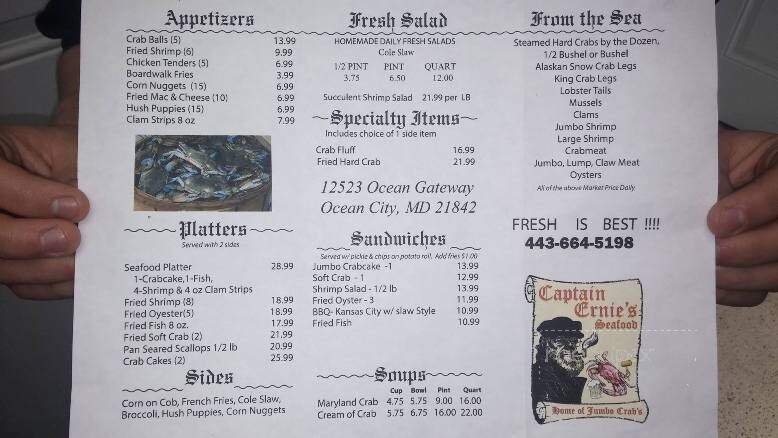 Appetizers
Crab Balls (5) 13.99
Fried Shrimp (6) 9.99
Chicken Tenders (5) 6.99
Boardwalk Fries 3.99
Corn Nuggets (15) 6.99
Fried Mac & Cheese (10) 6.99
Hush Puppies (15) 6.99
Clam Strips 8 oz 7.99
Platters
Served with 2 sides
Seafood Platter 28.99
1-Crabcake,1-Fish,
4-Shrimp & 4 oz Clam Strips
Fried Shrimp (8) 18.99
Fried Oyester(5) 18.99
Fried Fish 8 oz. 17.99
Fried Soft Crab (2) 21.99
Pan Seared Scallops 1/2 lb 20.99
Crab Cakes (2) 25.99
Sides
Corn on Cob, French Fries, Cole Slaw,
Broccoli, Hush Puppies, Corn Nuggets
Fresh Salad
HOMEMADE DAILY FRESH SALADS
Cole Slaw
1/2 PINT PINT QUART
3.75 6.50 12.00
Succulent Shrimp Salad 21.99 per LB
Specialty Items
Includes choice of 1 side item
Crab Fluff 16.99
Fried Hard Crab 21.99
12523 Ocean Gateway
Ocean City, MD 21842
Sandwiches
Served w/ pickle & chips on potato roll. Add fries $1.00
Jumbo Crabcake -1 13.99
Soft Crab - 1 12.99
Shrimp Salad - 1/2 lb 13.99
Fried Oyster - 3 11.99
BBQ- Kansas City w/ slaw Style 10.99
Fried Fish 10.99
Soups
Cup Bowl Pint Quart
Maryland Crab 4.75 5.75 9.00 16.00
Cream of Crab 5.75 6.75 16.00 22.00
From the Sea
Steamed Hard Crabs by the Dozen,
1/2 Bushel or Bushel
Alaskan Snow Crab Legs
King Crab Legs
Lobster Tails
Mussels
Clams
Jumbo Shrimp
Large Shrimp
Crabmeat
Jumbo, Lump, Claw Meat
Oysters
All of the above Market Price Daily
FRESH IS BEST !!!!
443-664-5198
Captain
Ernie's
Seafood
Home of Jumbo Crab's